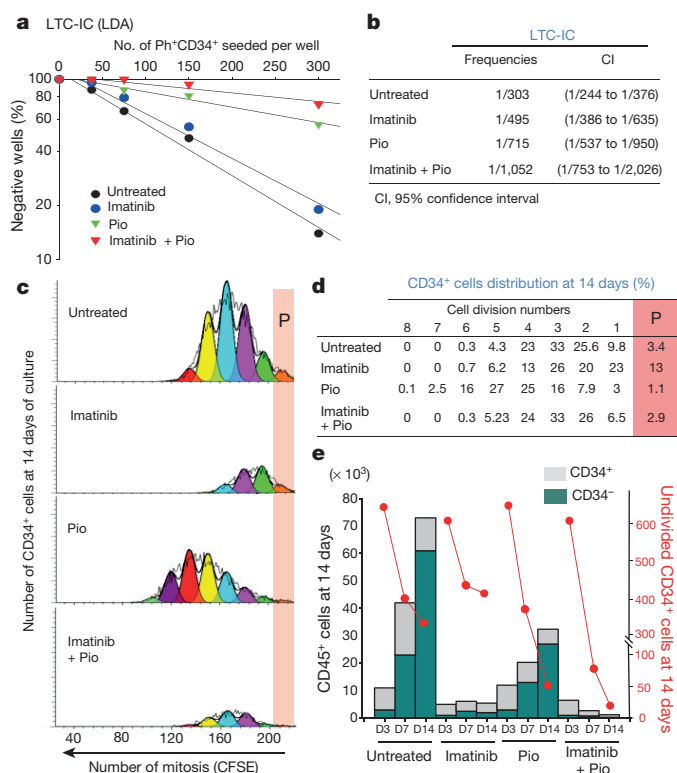 a LTC-IC (LDA)
No. of Ph⁺CD34⁺ seeded per well
0 50 100 150 200 250 300
100
80
60
40
20
10
Negative wells (%)
Untreated
Imatinib
Pio
Imatinib + Pio
b
LTC-IC
Frequencies CI
Untreated 1/303 (1/244 to 1/376)
Imatinib 1/495 (1/386 to 1/635)
Pio 1/715 (1/537 to 1/950)
Imatinib + Pio 1/1,052 (1/753 to 1/2,026)
CI, 95% confidence interval
c
Number of CD34⁺ cells at 14 days of culture
Untreated
P
Imatinib
Pio
Imatinib
+ Pio
40 80 120 160 200
Number of mitosis (CFSE)
d
CD34⁺ cells distribution at 14 days (%)
Cell division numbers
8 7 6 5 4 3 2 1 P
Untreated 0 0 0.3 4.3 23 33 25.6 9.8 3.4
Imatinib 0 0 0.7 6.2 13 26 20 23 13
Pio 0.1 2.5 16 27 25 16 7.9 3 1.1
Imatinib
+ Pio 0 0 0.3 5.23 24 33 26 6.5 2.9
e
(× 10³)
CD34⁺
CD34⁻
80
70
60
50
40
30
20
10
0
CD45⁺ cells at 14 days
600
500
400
300
100
50
0
Undivided CD34⁺ cells at 14 days
D3 D7 D14 D3 D7 D14 D3 D7 D14 D3 D7 D14
Untreated Imatinib Pio Imatinib
+ Pio